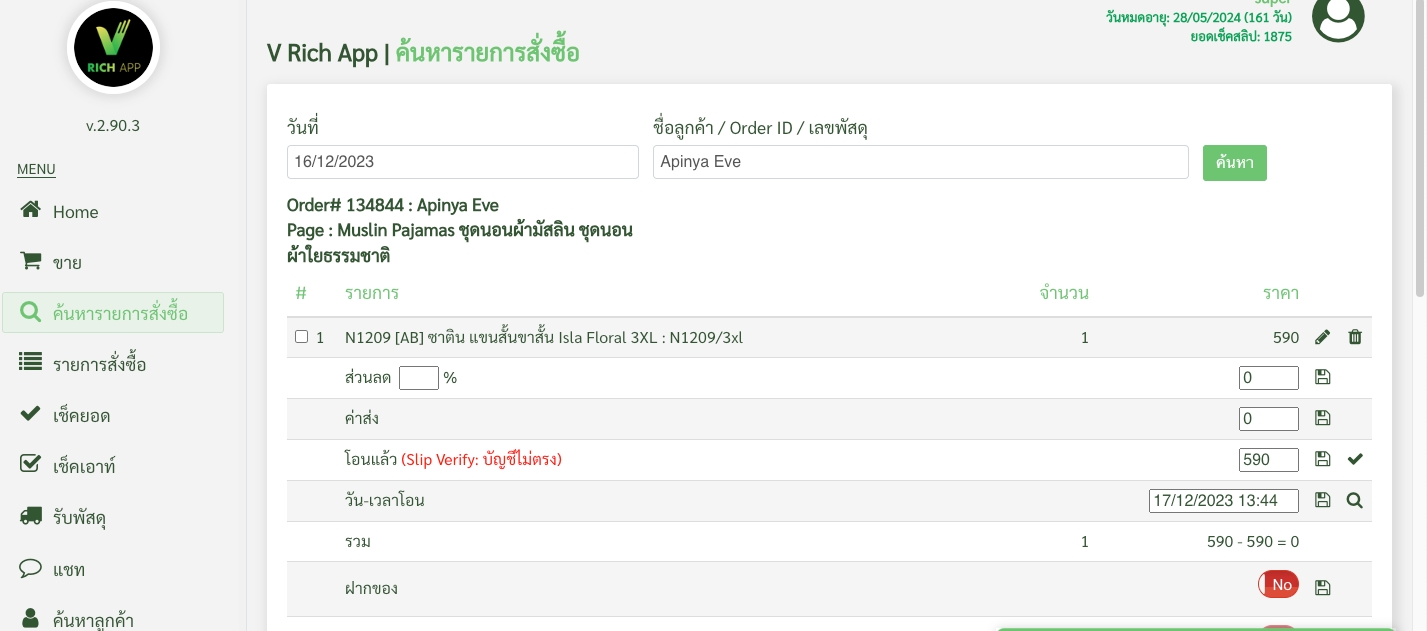 super
วันหมดอายุ: 28/05/2024 (161 วัน)
ยอดเช็คสลิป: 1875
V RICH APP
v.2.90.3
MENU
Home
ขาย
ค้นหารายการสั่งซื้อ
รายการสั่งซื้อ
เช็คยอด
เช็คเอาท์
รับพัสดุ
แชท
ค้นหาลูกค้า
V Rich App | ค้นหารายการสั่งซื้อ
วันที่ ชื่อลูกค้า / Order ID / เลขพัสดุ
16/12/2023 Apinya Eve ค้นหา
Order# 134844 : Apinya Eve
Page : Muslin Pajamas ชุดนอนผ้ามัสลิน ชุดนอน
ผ้าใยธรรมชาติ
# รายการ จำนวน ราคา
1 N1209 [AB] ซาติน แขนสั้นขาสั้น Isla Floral 3XL : N1209/3xl 1 590
ส่วนลด % 0
ค่าส่ง 0
โอนแล้ว (Slip Verify: บัญชีไม่ตรง) 590
วัน-เวลาโอน 17/12/2023 13:44
รวม 1 590 - 590 = 0
ฝากของ No